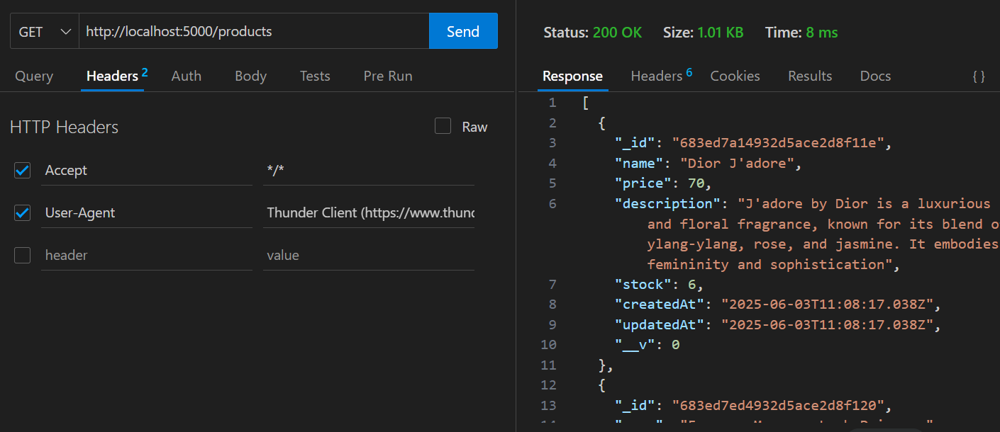 GET
http://localhost:5000/products
Send
Query
Headers 2
Auth
Body
Tests
Pre Run
HTTP Headers
Raw
Accept
*/*
User-Agent
Thunder Client (https://www.thunc
header
value
Status: 200 OK Size: 1.01 KB Time: 8 ms
Response
Headers 6
Cookies
Results
Docs
{ }
1 [
2 {
3 "_id": "683ed7a14932d5ace2d8f11e",
4 "name": "Dior J'adore",
5 "price": 70,
6 "description": "J'adore by Dior is a luxurious
and floral fragrance, known for its blend o
ylang-ylang, rose, and jasmine. It embodies
femininity and sophistication",
7 "stock": 6,
8 "createdAt": "2025-06-03T11:08:17.038Z",
9 "updatedAt": "2025-06-03T11:08:17.038Z",
10 "__v": 0
11 },
12 {
13 "_id": "683ed7ed4932d5ace2d8f120",